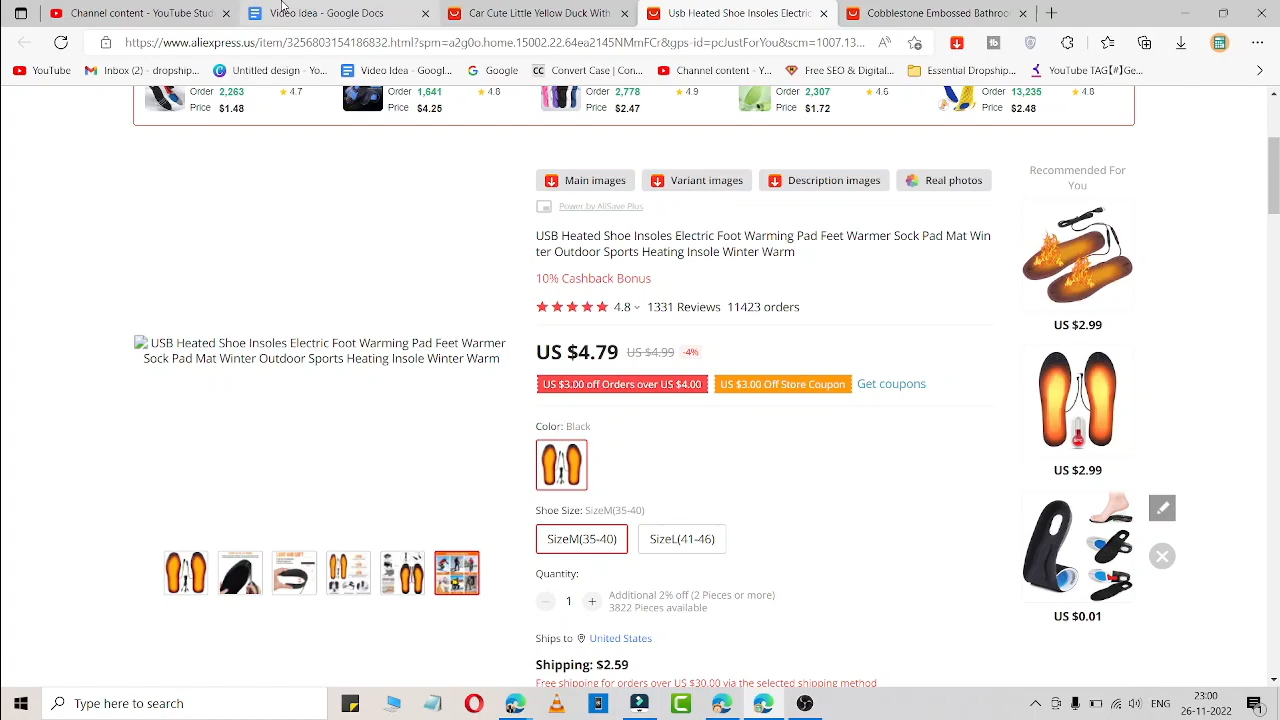 Channel content - YouTube Stud
Video Idea - Google Docs
Cute Little Yellow Duck With
Usb Heated Shoe Insoles Electric
Cobblestone Embossed Bathroom
https://www.aliexpress.us/item/3256803154186832.html?spm=a2g0o.home.15002.22.64ea2145NMmFCr&gps-id=pcJustForYou&scm=1007.13...
YouTube
Inbox (2) - dropship...
Untitled design - Yo...
Video Idea - Googl...
Google
Convert Case | Con...
Channel content - Y...
Free SEO & Digital...
Essential Dropship...
Order 2,263 4.7
Price $1.48
Order 1,641 4.8
Price $4.25
Order 2,778 4.9
Price $2.47
Order 2,307 4.6
Price $1.72
Order 13,235 4.8
Price $2.48
Main images
Variant images
Description images
Real photos
Power by AliSave Plus
USB Heated Shoe Insoles Electric Foot Warming Pad Feet Warmer Sock Pad Mat Win
ter Outdoor Sports Heating Insole Winter Warm
10% Cashback Bonus
4.8 1331 Reviews 11423 orders
USB Heated Shoe Insoles Electric Foot Warming Pad Feet Warmer
Sock Pad Mat Winter Outdoor Sports Heating Insole Winter Warm
US $4.79 US $4.99 -4%
US $3.00 off Orders over US $4.00
US $3.00 Off Store Coupon
Get coupons
Color: Black
Shoe Size: SizeM(35-40)
SizeM(35-40)
SizeL(41-46)
Quantity:
1
Additional 2% off (2 Pieces or more)
3822 Pieces available
Ships to United States
Shipping: $2.59
Free shipping for orders over US $30.00 via the selected shipping method
Recommended For
You
US $2.99
US $2.99
US $0.01
Type here to search
ENG
23:00
26-11-2022